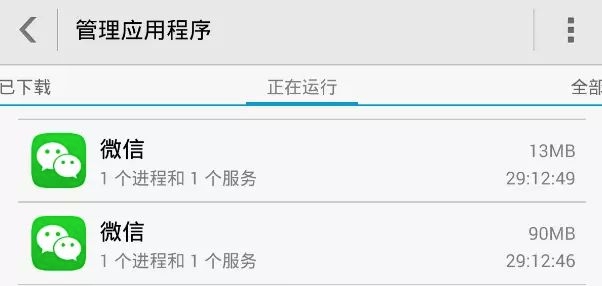 管理应用程序
已下载 正在运行 全部
微信 13MB
1 个进程和 1 个服务 29:12:49
微信 90MB
1 个进程和 1 个服务 29:12:46